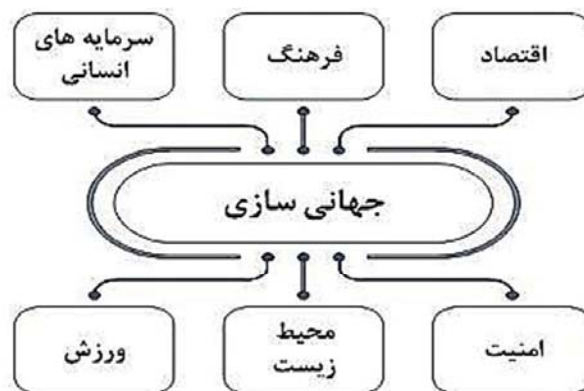 اقتصاد
فرهنگ
سرمایه های
انسانی
جهانی سازی
امنیت
محیط
زیست
ورزش